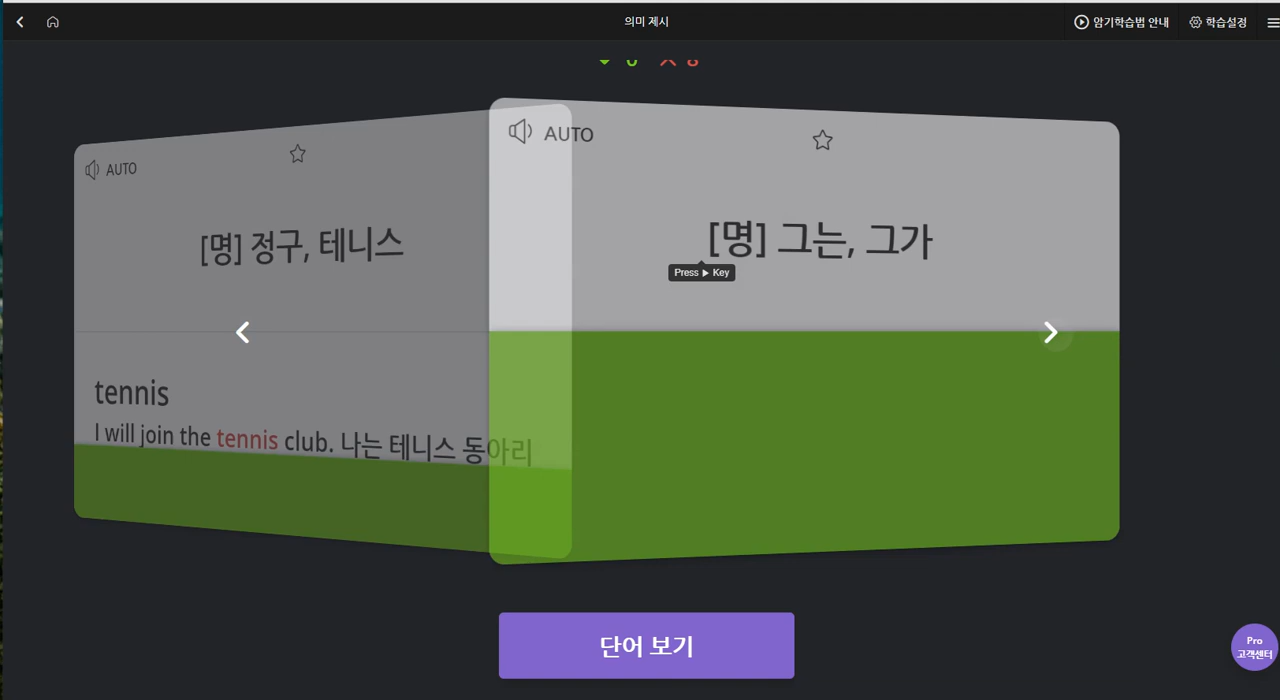 의미 제시
암기학습법 안내
학습설정
AUTO
[명] 정구, 테니스
tennis
I will join the tennis club. 나는 테니스 동아리
AUTO
[명] 그는, 그가
Press ▶ Key
단어 보기
Pro
고객센터